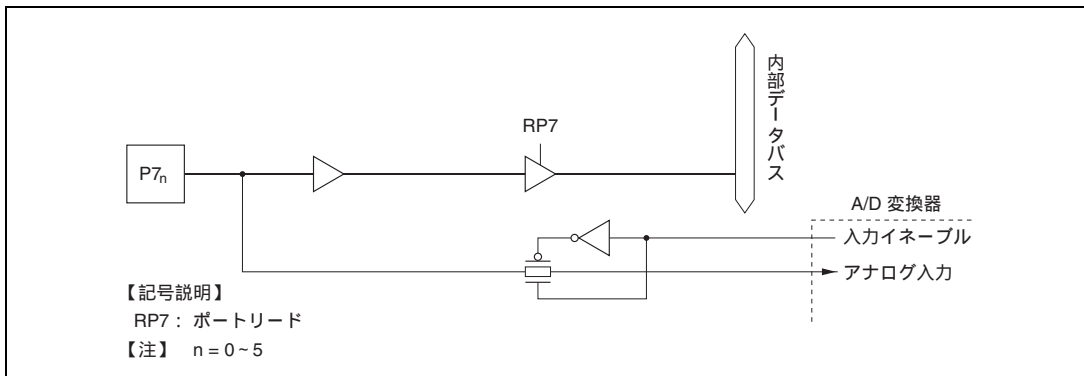 内部データバス
RP7
P7n
A/D 変換器
入力イネーブル
アナログ入力
【記号説明】
RP7： ポートリード
【注】 n = 0 ~ 5